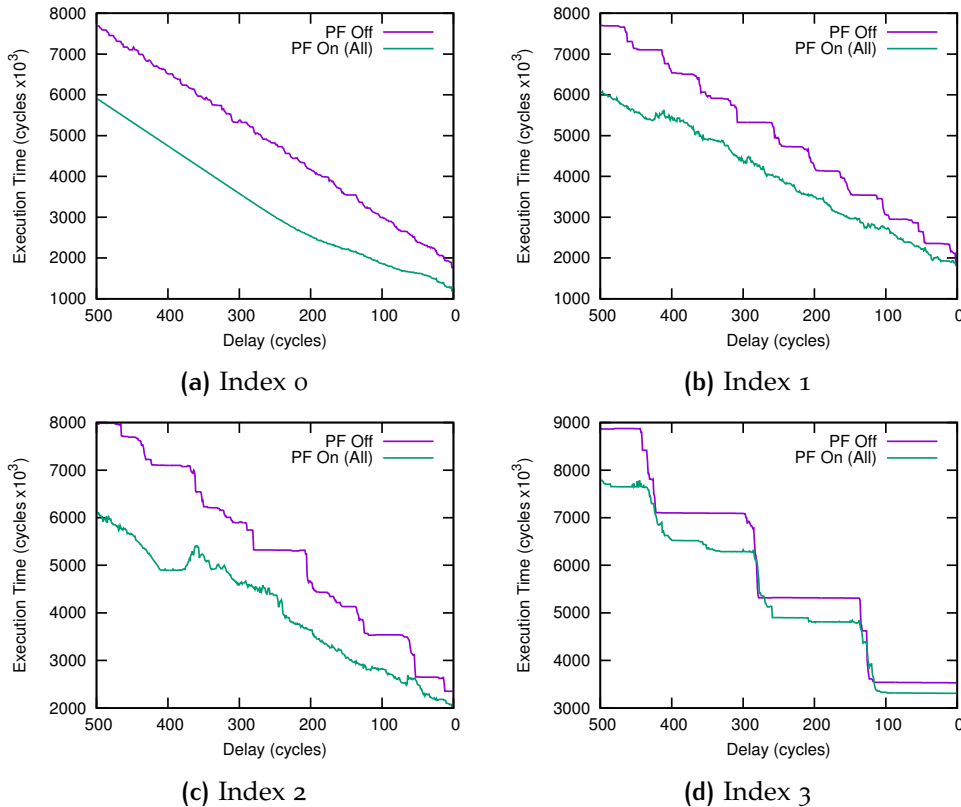 8000
7000
6000
5000
4000
3000
2000
1000
500 400 300 200 100 0
Execution Time (cycles x10³)
Delay (cycles)
PF Off
PF On (All)
(a) Index 0
8000
7000
6000
5000
4000
3000
2000
1000
500 400 300 200 100 0
Execution Time (cycles x10³)
Delay (cycles)
PF Off
PF On (All)
(b) Index 1
8000
7000
6000
5000
4000
3000
2000
500 400 300 200 100 0
Execution Time (cycles x10³)
Delay (cycles)
PF Off
PF On (All)
(c) Index 2
9000
8000
7000
6000
5000
4000
3000
500 400 300 200 100 0
Execution Time (cycles x10³)
Delay (cycles)
PF Off
PF On (All)
(d) Index 3